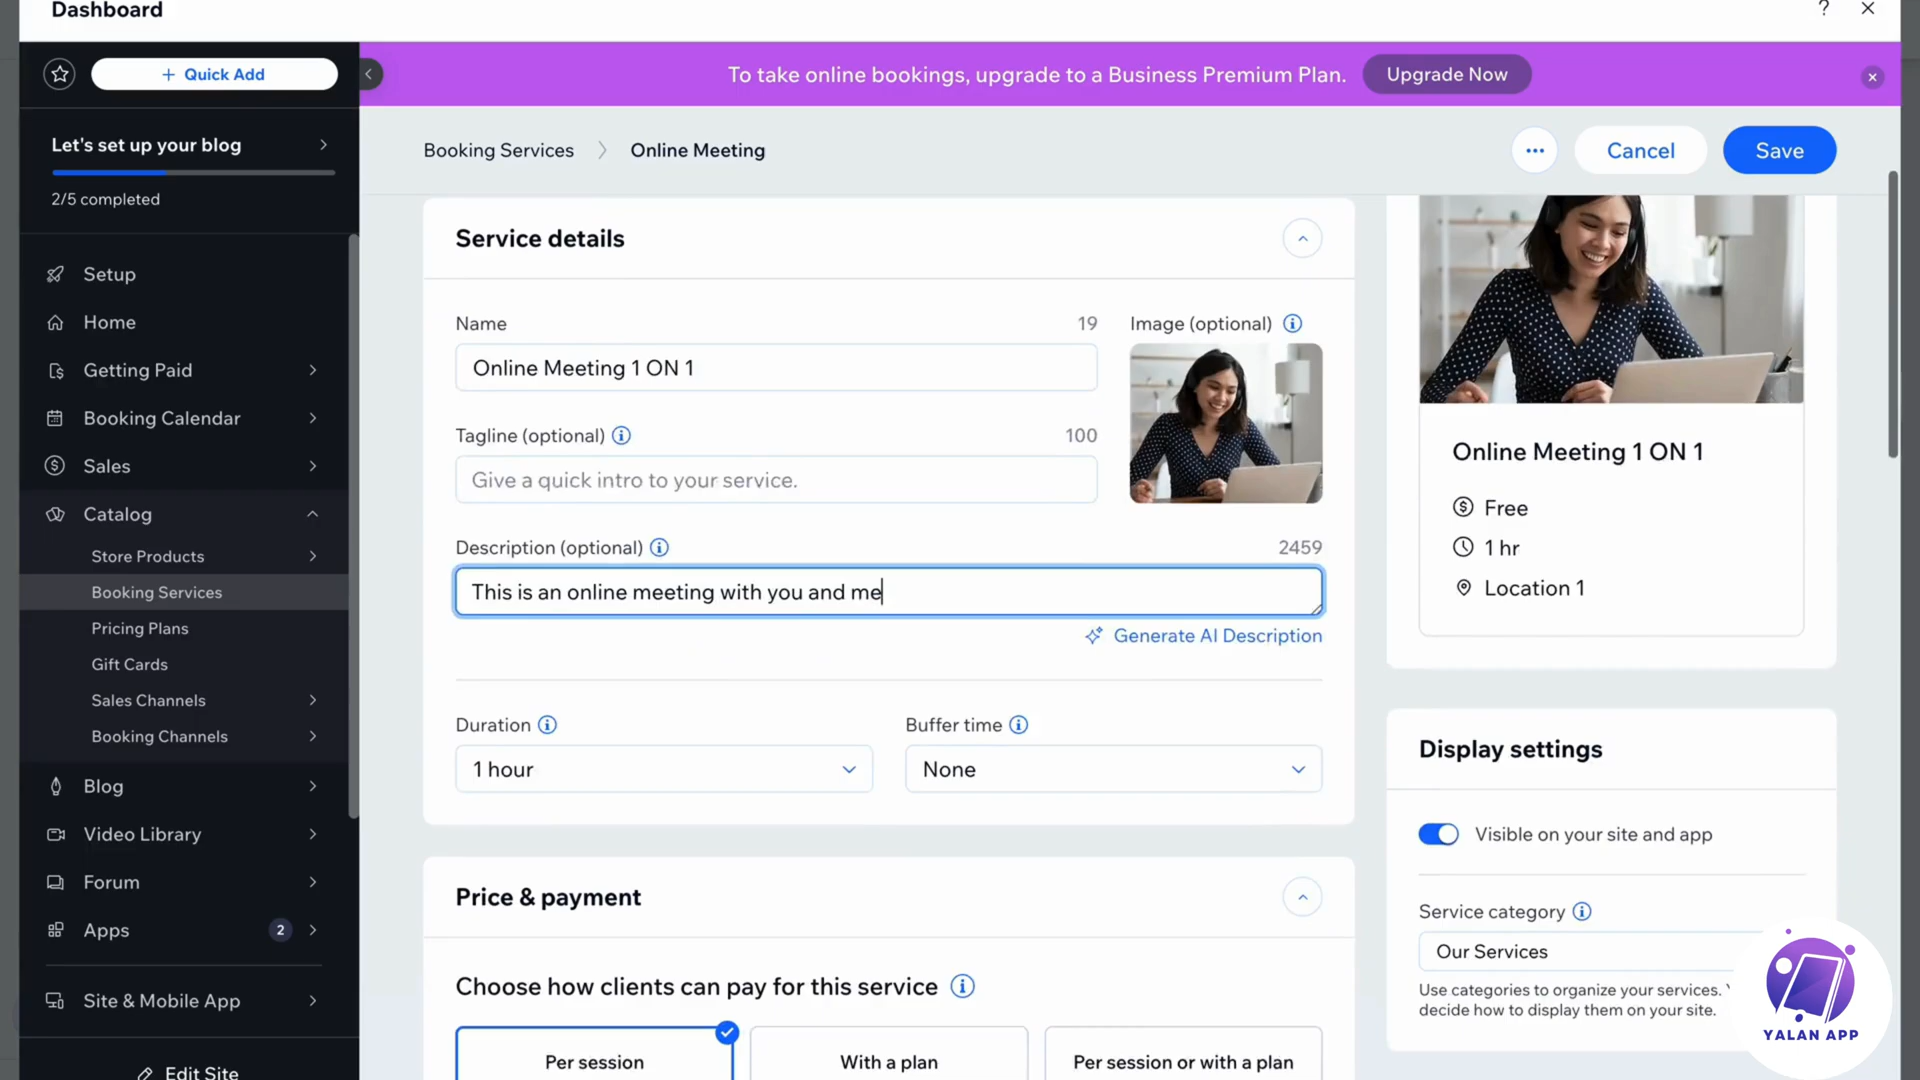 Dashboard
?
Quick Add
To take online bookings, upgrade to a Business Premium Plan.
Upgrade Now
Let's set up your blog
2/5 completed
Booking Services
Online Meeting
Cancel
Save
Setup
Home
Getting Paid
Booking Calendar
Sales
Catalog
Store Products
Booking Services
Pricing Plans
Gift Cards
Sales Channels
Booking Channels
Blog
Video Library
Forum
Apps
2
Site & Mobile App
Edit Site
Service details
Name
19
Online Meeting 1 ON 1
Image (optional)
Tagline (optional)
100
Give a quick intro to your service.
Description (optional)
2459
This is an online meeting with you and me
Generate AI Description
Duration
1 hour
Buffer time
None
Price & payment
Choose how clients can pay for this service
Per session
With a plan
Per session or with a plan
Online Meeting 1 ON 1
Free
1 hr
Location 1
Display settings
Visible on your site and app
Service category
Our Services
Use categories to organize your services.
decide how to display them on your site.
YALAN APP